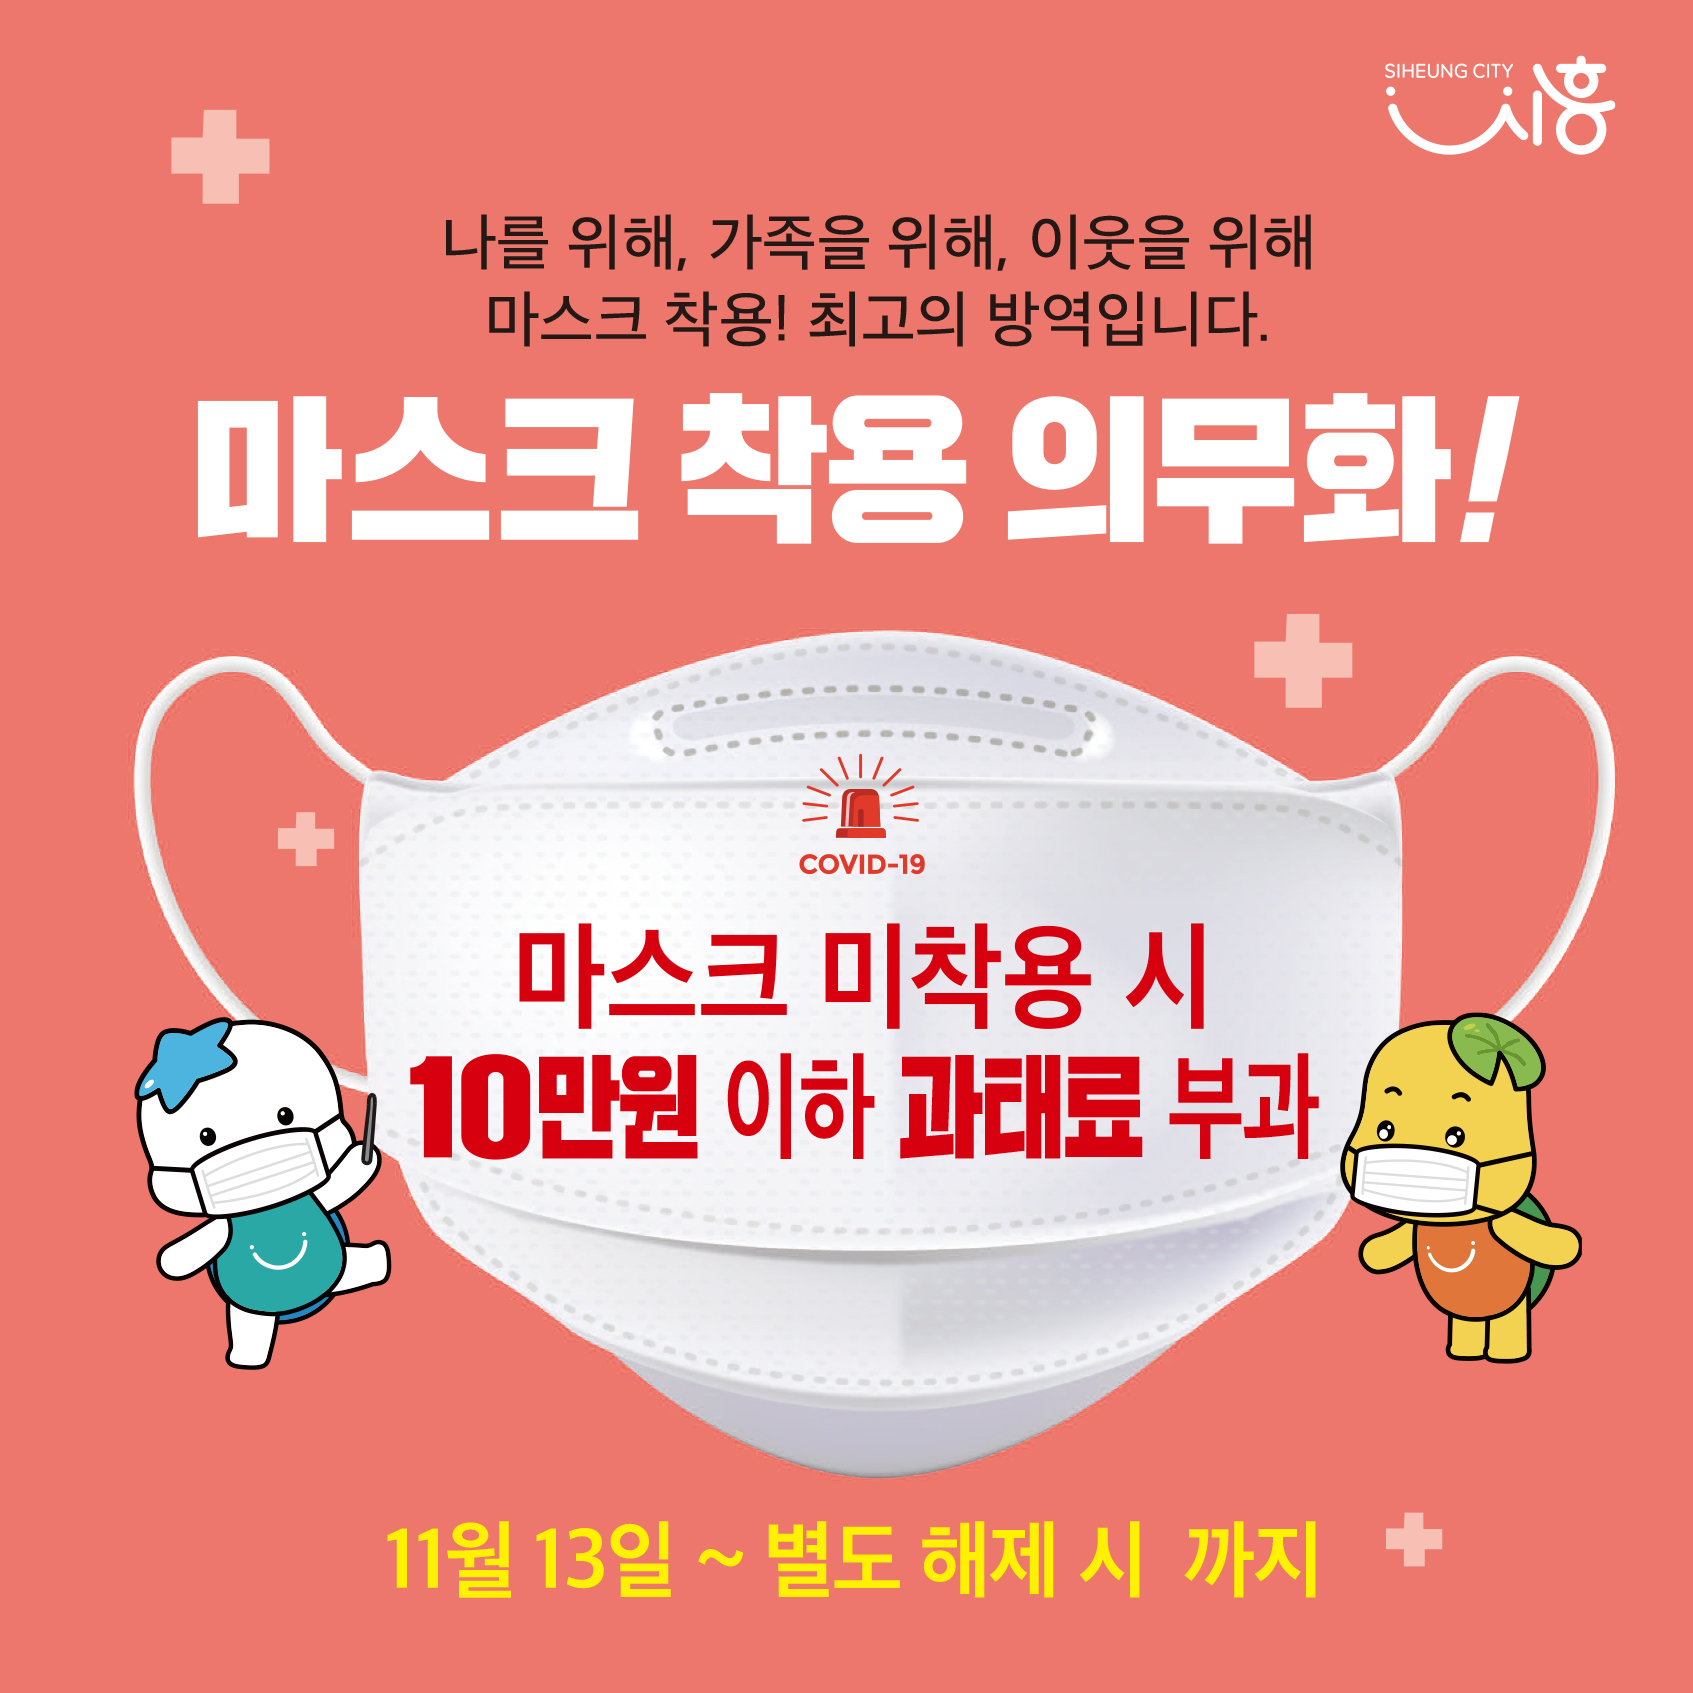 SIHEUNG CITY
시흥
나를 위해, 가족을 위해, 이웃을 위해
마스크 착용! 최고의 방역입니다.
마스크 착용 의무화!
COVID-19
마스크 미착용 시
10만원 이하 과태료 부과
11월 13일 ~ 별도 해제 시 까지